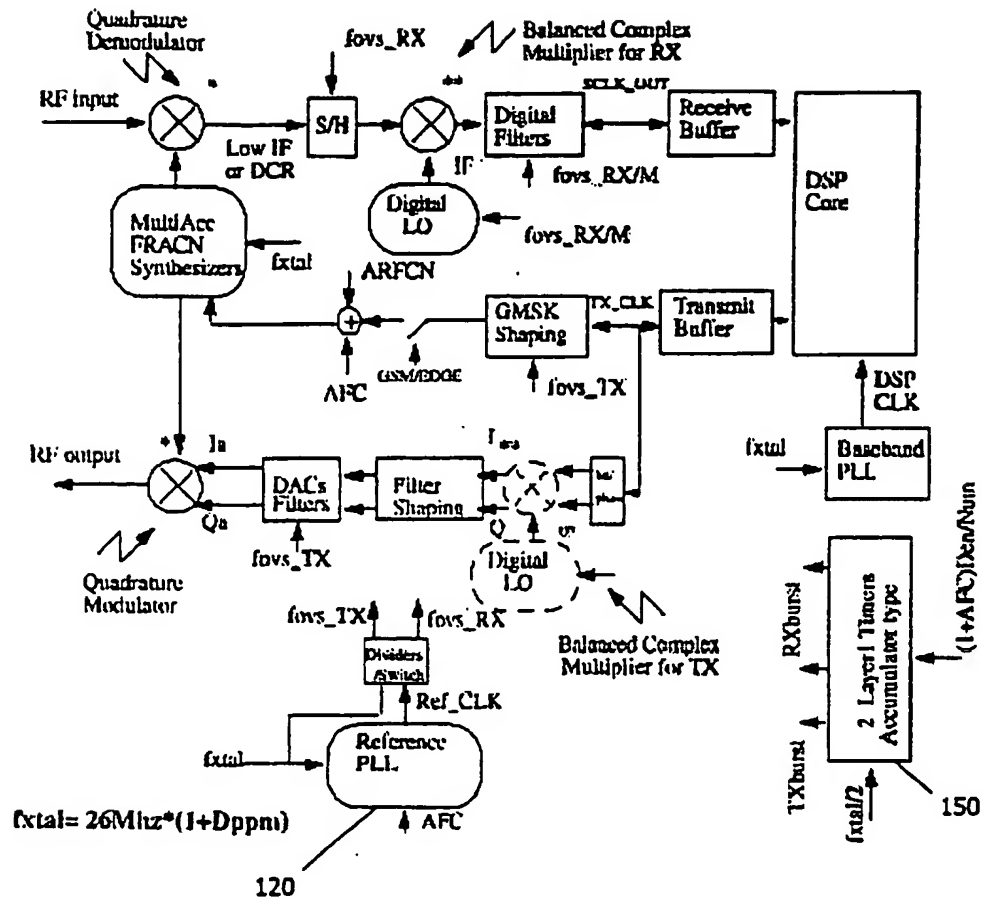 Quadrature
Demodulator
fovs_RX
Balanced Complex
Multiplier for RX
RF input
*
**
S/H
Low IF
or DCR
IF
Digital
Filters
SCLK_OUT
Receive
Buffer
fovs_RX/M
Digital
LO
fovs_RX/M
DSP
Core
MultiAcc
FRACN
Synthesizers
fxtal
ARFCN
+
AFC
GSM/EDGE
GMSK
Shaping
TX_CLK
Transmit
Buffer
fovs_TX
DSP
CLK
fxtal
Baseband
PLL
RF output
*
Ia
Qa
DACs
Filters
fovs_TX
Filter
Shaping
I
**
Q
Digital
LO
Quadrature
Modulator
Balanced Complex
Multiplier for TX
fovs_TX
fovs_RX
Dividers
/Switch
Ref_CLK
fxtal
Reference
PLL
AFC
fxtal= 26Mhz*(1+Dppm)
120
RXburst
TXburst
2 Layer1 Timers
Accumulator type
(1+AFC)Den/Num
fxtal/2
150